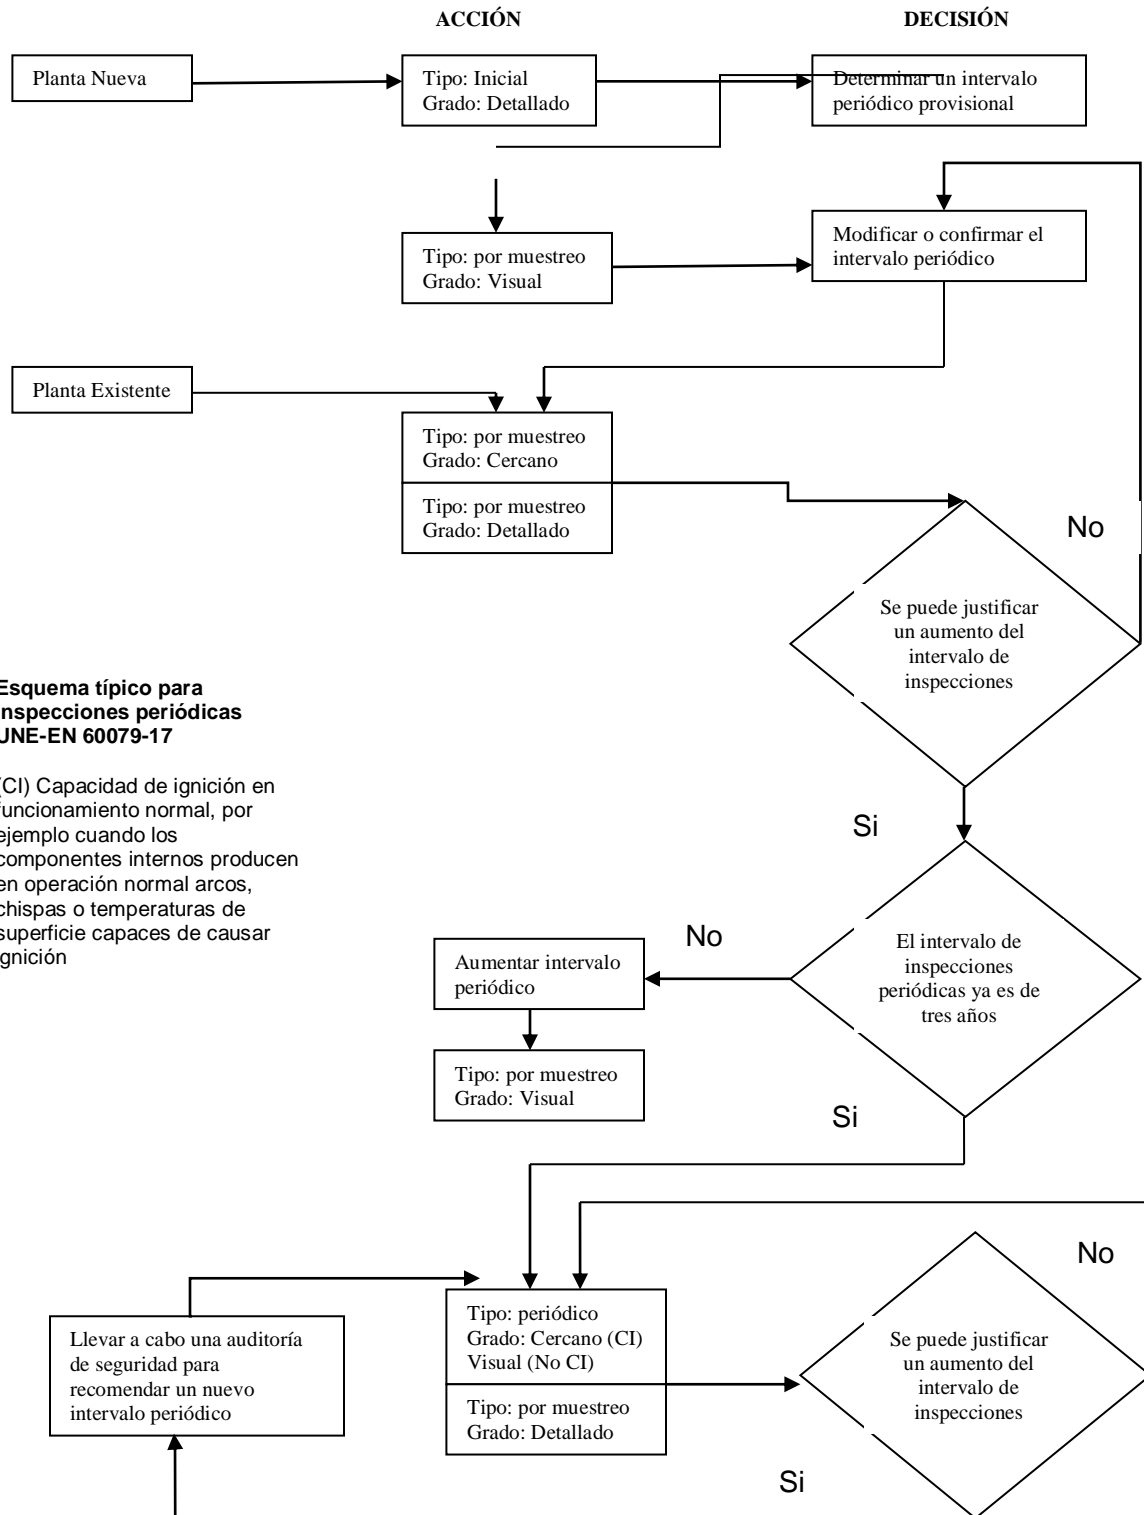 ACCIÓN
DECISIÓN
Planta Nueva
Tipo: Inicial
Grado: Detallado
Determinar un intervalo
periódico provisional
Tipo: por muestreo
Grado: Visual
Modificar o confirmar el
intervalo periódico
Planta Existente
Tipo: por muestreo
Grado: Cercano
Tipo: por muestreo
Grado: Detallado
No
Se puede justificar
un aumento del
intervalo de
inspecciones
Esquema típico para
inspecciones periódicas
UNE-EN 60079-17
(CI) Capacidad de ignición en
funcionamiento normal, por
ejemplo cuando los
componentes internos producen
en operación normal arcos,
chispas o temperaturas de
superficie capaces de causar
ignición
Si
No
Aumentar intervalo
periódico
El intervalo de
inspecciones
periódicas ya es de
tres años
Tipo: por muestreo
Grado: Visual
Si
No
Llevar a cabo una auditoría
de seguridad para
recomendar un nuevo
intervalo periódico
Tipo: periódico
Grado: Cercano (CI)
Visual (No CI)
Tipo: por muestreo
Grado: Detallado
Se puede justificar
un aumento del
intervalo de
inspecciones
Si